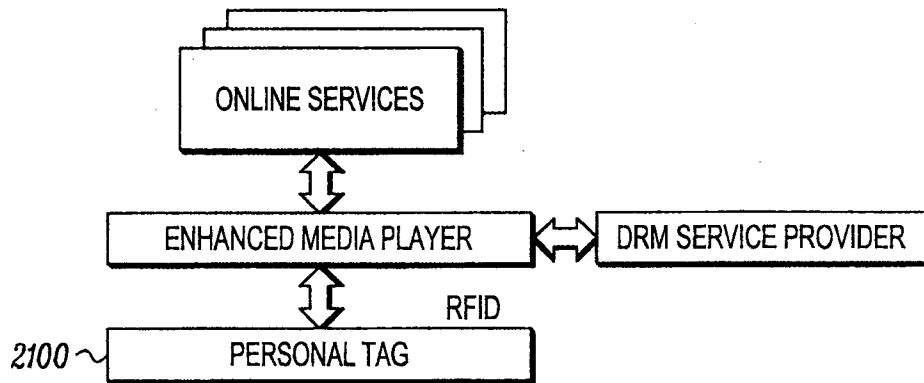 ONLINE SERVICES
ENHANCED MEDIA PLAYER
DRM SERVICE PROVIDER
RFID
2100
PERSONAL TAG